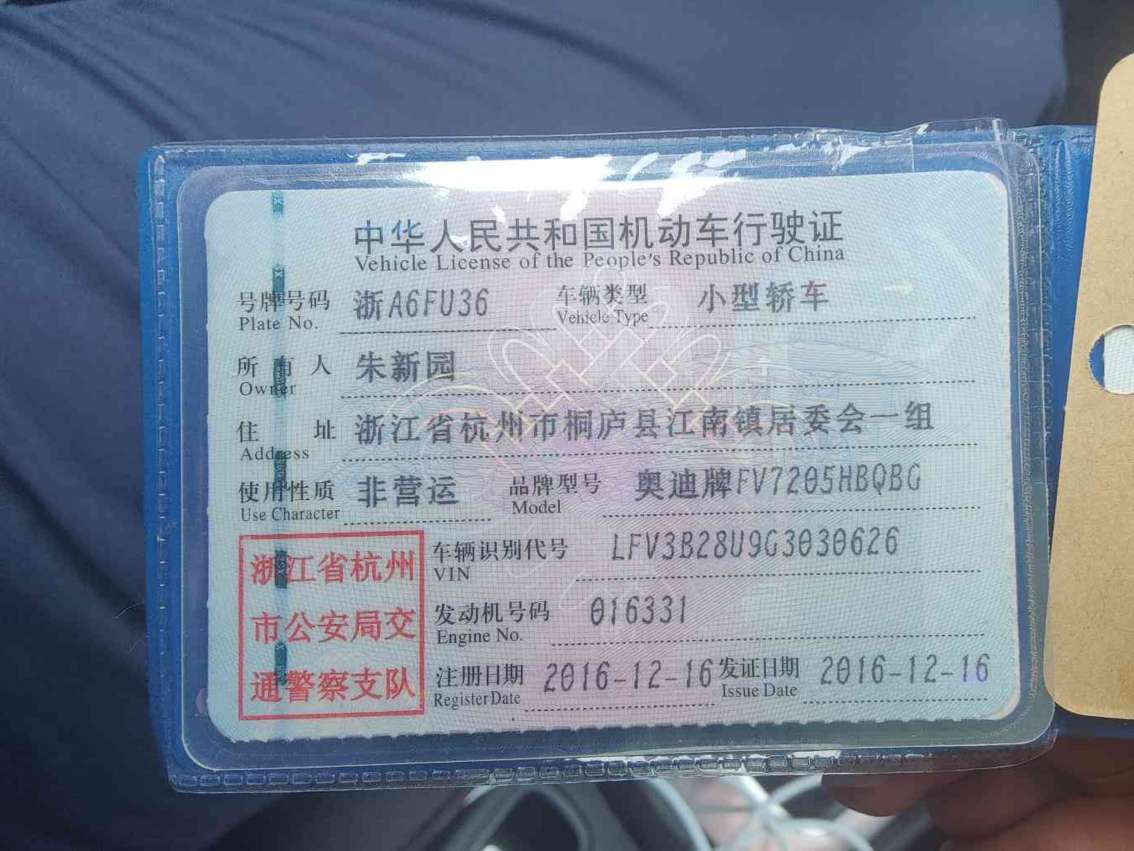 中华人民共和国机动车行驶证
Vehicle License of the People's Republic of China
号牌号码 浙A6FU36 车辆类型 小型轿车
Plate No. Vehicle Type
所有人 朱新园
Owner
住址 浙江省杭州市桐庐县江南镇居委会一组
Address
使用性质 非营运 品牌型号 奥迪牌FV7205HBQBG
Use Character Model
浙江省杭州 车辆识别代号 LFV3B28U9G3030626
VIN
市公安局交 发动机号码 016331
Engine No.
通警察支队 注册日期 2016-12-16 发证日期 2016-12-16
Register Date Issue Date